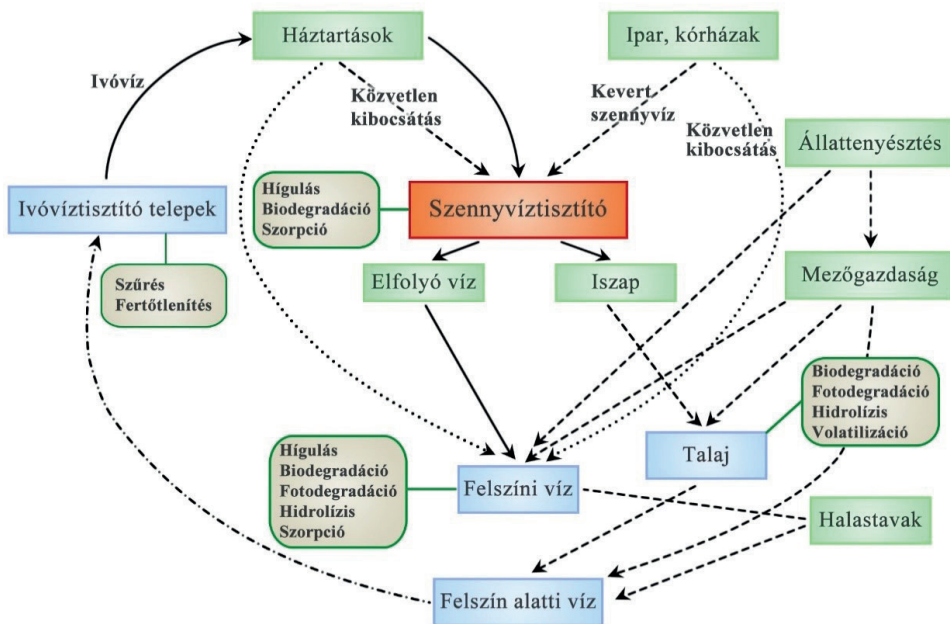 Háztartások
Ipar, kórházak
Ivóvíz
Közvetlen
kibocsátás
Kevert
szennyvíz
Közvetlen
kibocsátás
Állattenyésztés
Ivóvíztisztító telepek
Hígulás
Biodegradáció
Szorpció
Szennyvíztisztító
Szűrés
Fertőtlenítés
Elfolyó víz
Iszap
Mezőgazdaság
Biodegradáció
Fotodegradáció
Hidrolízis
Volatilizáció
Talaj
Hígulás
Biodegradáció
Fotodegradáció
Hidrolízis
Szorpció
Felszíni víz
Halastavak
Felszín alatti víz